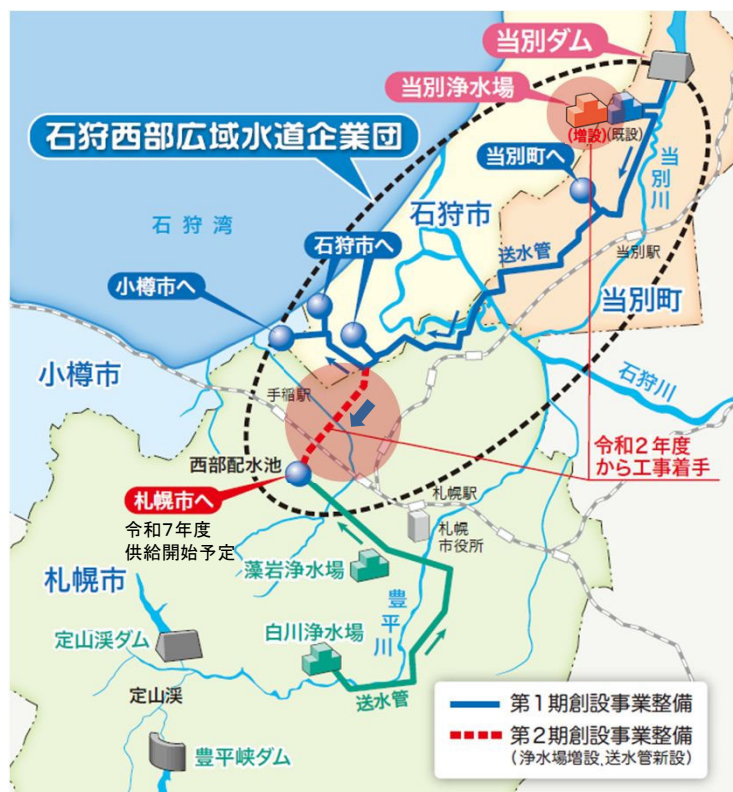 当別ダム
当別浄水場
(増設)
(既設)
石狩西部広域水道企業団
当別町へ
当別川
石狩市
石狩湾
石狩市へ
送水管
当別駅
小樽市へ
当別町
小樽市
手稲駅
石狩川
令和2年度
から工事着手
西部配水池
札幌市へ
令和7年度
供給開始予定
札幌駅
札幌
市役所
藻岩浄水場
札幌市
豊平川
定山渓ダム
白川浄水場
定山渓
送水管
豊平峡ダム
第1期創設事業整備
第2期創設事業整備
(浄水場増設,送水管新設)